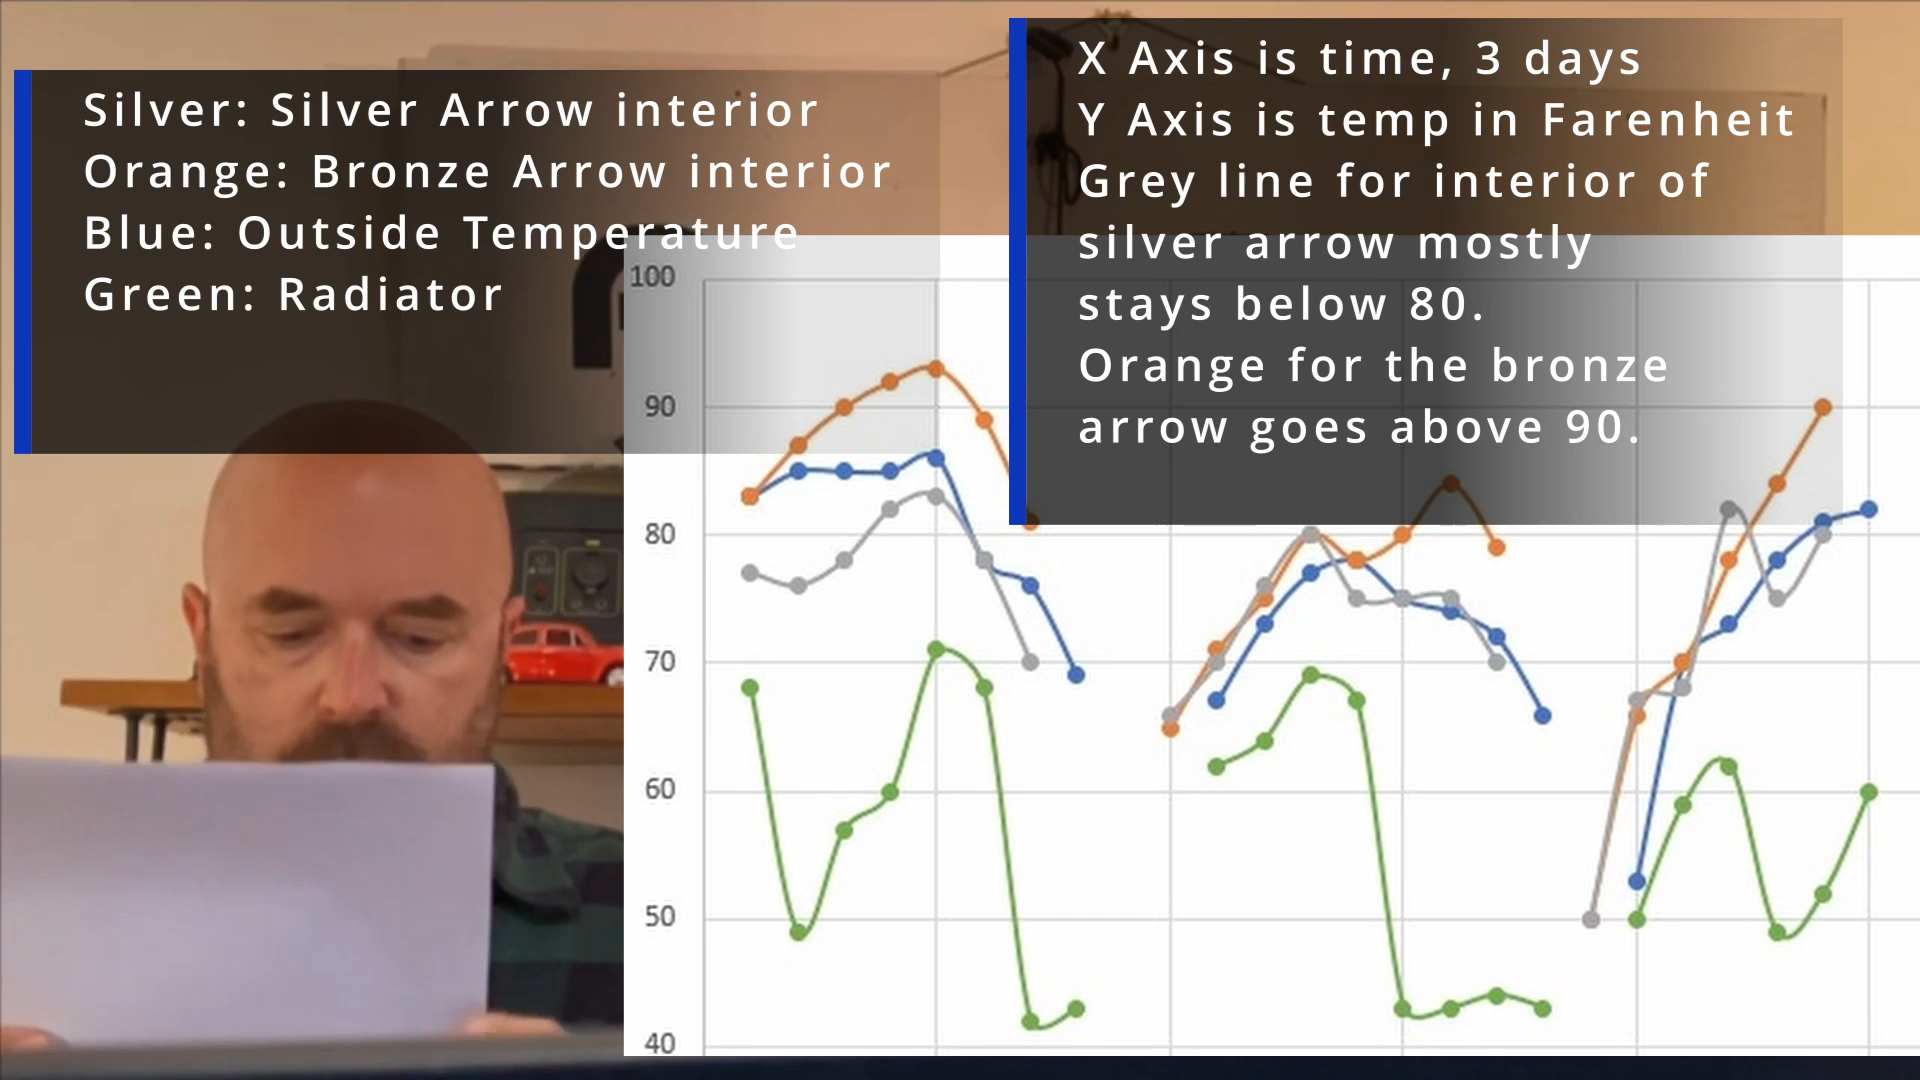 Silver: Silver Arrow interior
Orange: Bronze Arrow interior
Blue: Outside Temperature
Green: Radiator
X Axis is time, 3 days
Y Axis is temp in Farenheit
Grey line for interior of
silver arrow mostly
stays below 80.
Orange for the bronze
arrow goes above 90.
100
90
80
70
60
50
40